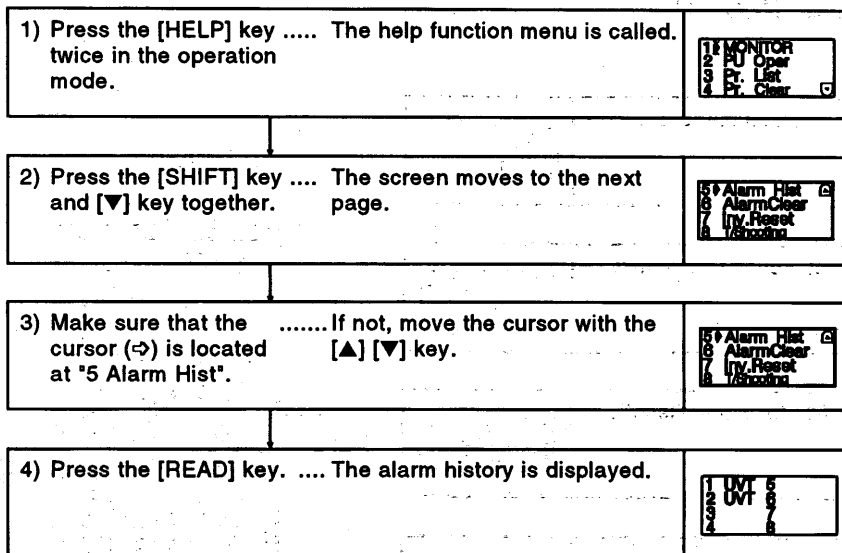 1) Press the [HELP] key ..... The help function menu is called.
twice in the operation
mode.
1 MONITOR
2 PU Oper
3 Pr. List
4 Pr. Clear
2) Press the [SHIFT] key .... The screen moves to the next
and [▼] key together. page.
5 Alarm Hist
6 AlarmClear
7 Inv.Reset
8 T/Shooting
3) Make sure that the ....... If not, move the cursor with the
cursor (⇨) is located [▲] [▼] key.
at "5 Alarm Hist".
5 Alarm Hist
6 AlarmClear
7 Inv.Reset
8 T/Shooting
4) Press the [READ] key. .... The alarm history is displayed.
1 UVT 5
2 UVT 6
3 7
4 8